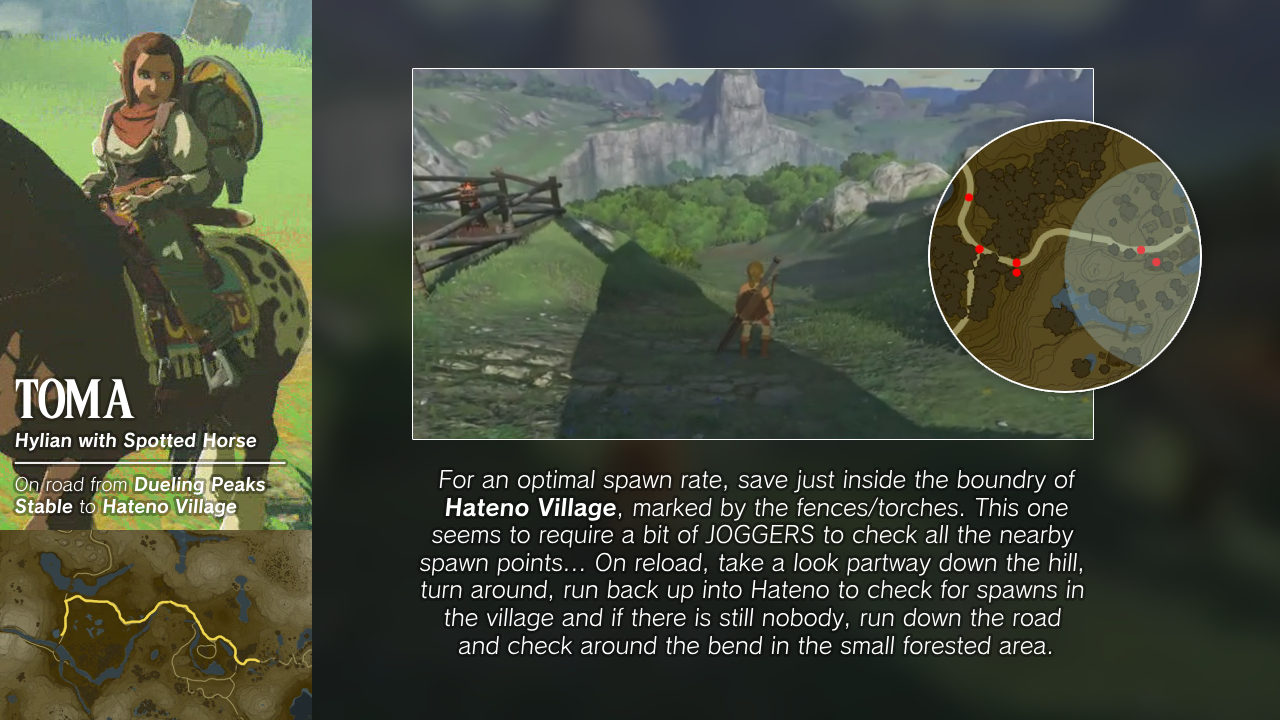 TOMA
Hylian with Spotted Horse
On road from Dueling Peaks
Stable to Hateno Village
For an optimal spawn rate, save just inside the boundry of
Hateno Village, marked by the fences/torches. This one
seems to require a bit of JOGGERS to check all the nearby
spawn points... On reload, take a look partway down the hill,
turn around, run back up into Hateno to check for spawns in
the village and if there is still nobody, run down the road
and check around the bend in the small forested area.